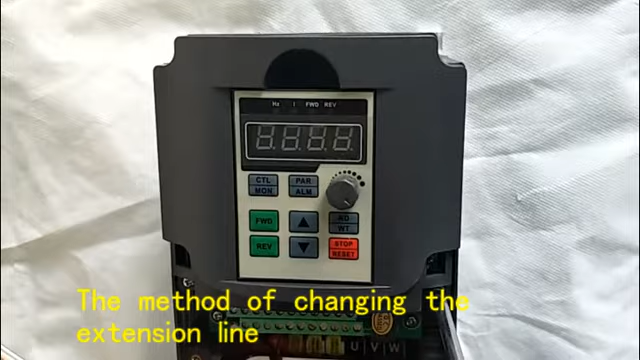 Hz I FWD REV
8.8.8.8.
CTL PAR
MON ALM
FWD RD
WT
REV STOP
RESET
The method of changing the
extension line
U V W